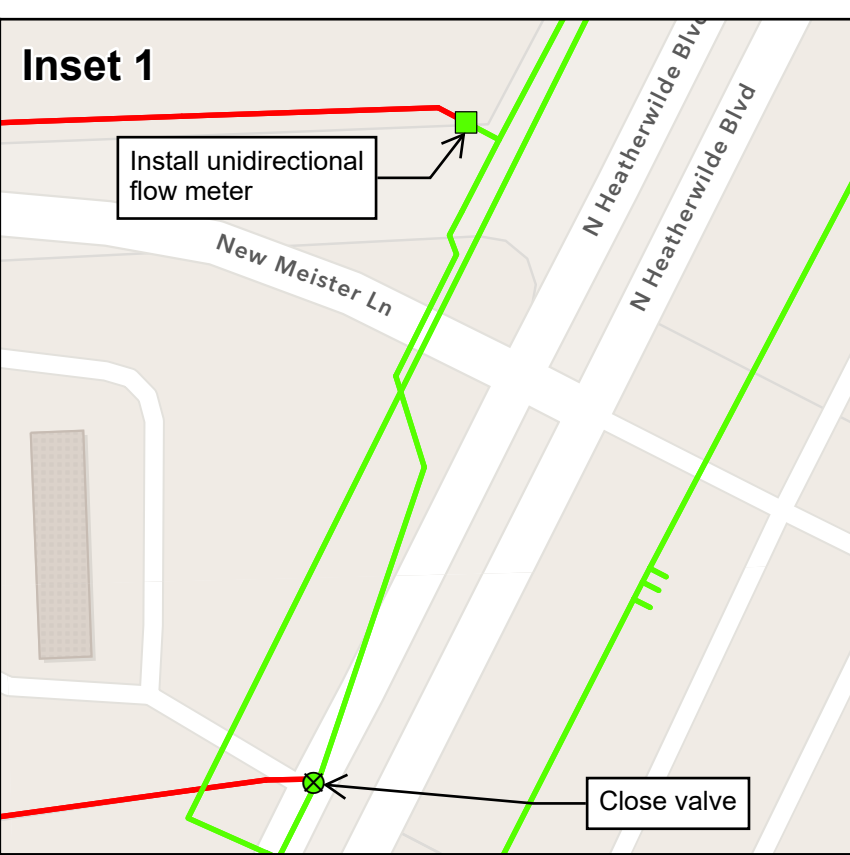 Inset 1
Install unidirectional
flow meter
New Meister Ln
N Heatherwilde Blvd
N Heatherwilde Blvd
Close valve